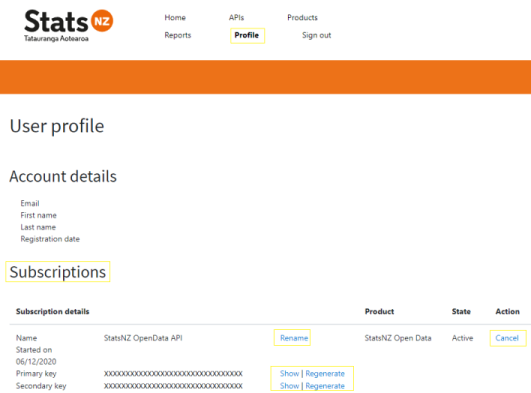 Stats NZ
Tatauranga Aotearoa
Home APIs Products
Reports Profile Sign out
User profile
Account details
Email
First name
Last name
Registration date
Subscriptions
Subscription details Product State Action
Name StatsNZ OpenData API Rename StatsNZ Open Data Active Cancel
Started on
06/12/2020
Primary key XXXXXXXXXXXXXXXXXXXXXXXXXXXXXXXX Show | Regenerate
Secondary key XXXXXXXXXXXXXXXXXXXXXXXXXXXXXXXX Show | Regenerate